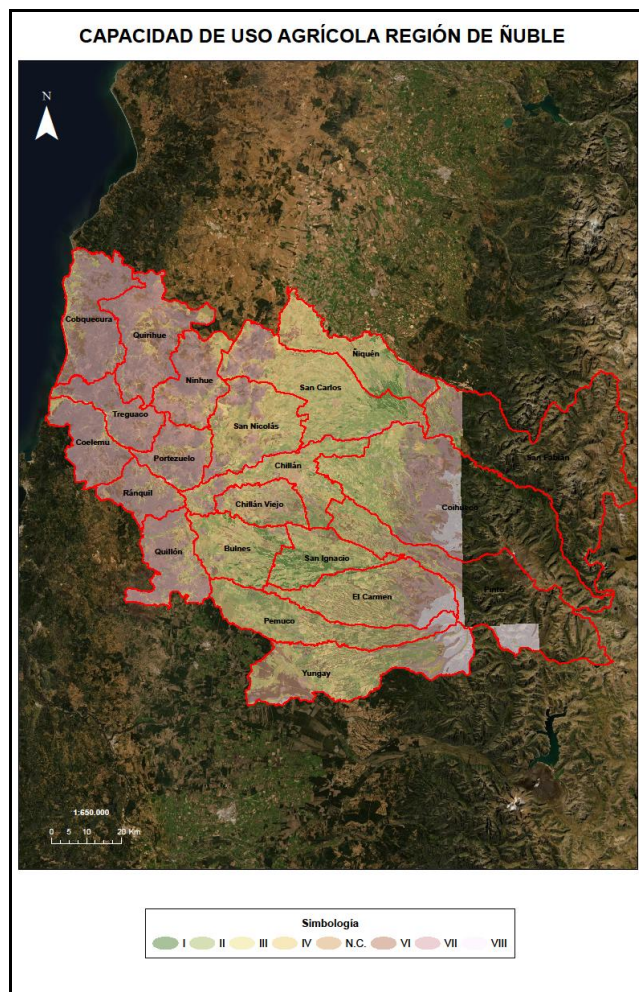 CAPACIDAD DE USO AGRÍCOLA REGIÓN DE ÑUBLE
N
Cobquecura
Quirihue
Ñiquén
Ninhue
San Carlos
Treguaco
San Nicolás
Coelemu
Portezuelo
Chillán
San Fabián
Ránquil
Chillán Viejo
Coihueco
Quillón
Bulnes
San Ignacio
El Carmen
Pinto
Pemuco
Yungay
1:650.000
0 5 10 20 Km
Simbología
I II III IV N.C. VI VII VIII